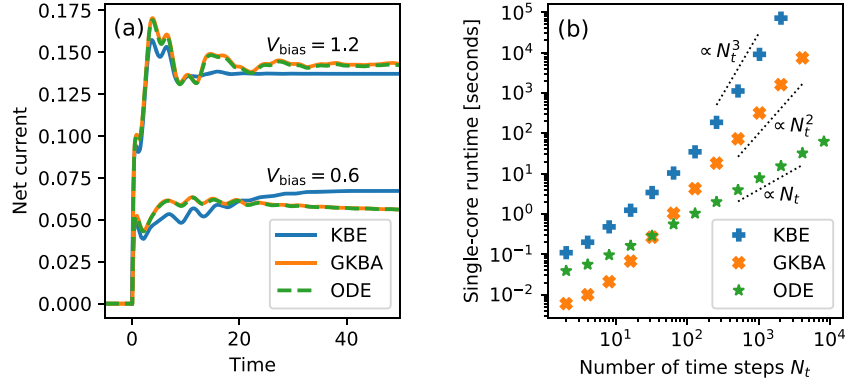 (a)
V_bias = 1.2
V_bias = 0.6
Net current
0.175
0.150
0.125
0.100
0.075
0.050
0.025
0.000
KBE
GKBA
ODE
0 20 40
Time
(b)
∝ N_t^3
∝ N_t^2
∝ N_t
Single-core runtime [seconds]
10^5
10^4
10^3
10^2
10^1
10^0
10^-1
10^-2
KBE
GKBA
ODE
10^1 10^2 10^3 10^4
Number of time steps N_t